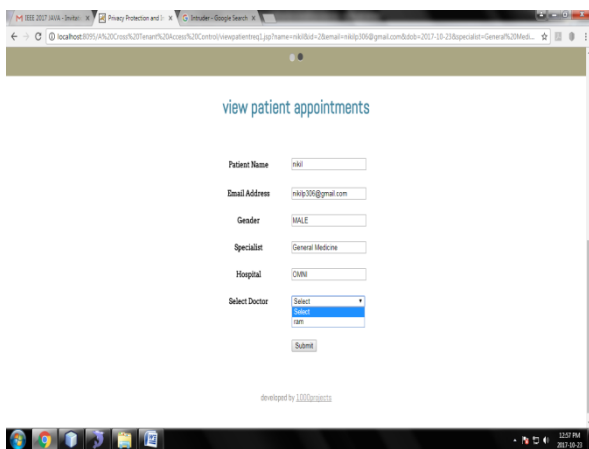 IEEE 2017 JAVA - Invitat
Privacy Protection and In
Intruder - Google Search
localhost:8095/A%20Cross%20Tenant%20Access%20Control/viewpatientreq1.jsp?name=nikil&id=2&email=nikilp306@gmail.com&dob=2017-10-23&specialist=General%20Medi...
view patient appointments
Patient Name nikil
Email Address nikilp306@gmail.com
Gender MALE
Specialist General Medicine
Hospital OMNI
Select Doctor Select
Select
ram
Submit
developed by 1000projects
12:57 PM
2017-10-23